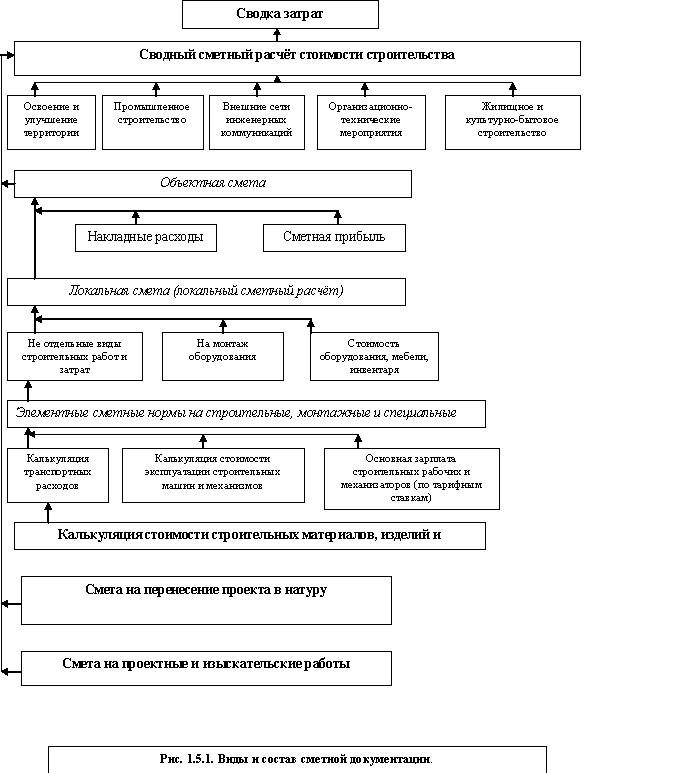 Сводка затрат
Сводный сметный расчёт стоимости строительства
Освоение и
улучшение
территории
Промышленное
строительство
Внешние сети
инженерных
коммуникаций
Организационно-
технические
мероприятия
Жилищное и
культурно-бытовое
строительство
Объектная смета
Накладные расходы
Сметная прибыль
Локальная смета (локальный сметный расчёт)
Не отдельные виды
строительных работ и
затрат
На монтаж
оборудования
Стоимость
оборудования, мебели,
инвентаря
Элементные сметные нормы на строительные, монтажные и специальные
Калькуляция
транспортных
расходов
Калькуляция стоимости
эксплуатации строительных
машин и механизмов
Основная зарплата
строительных рабочих и
механизаторов (по тарифным
ставкам)
Калькуляция стоимости строительных материалов, изделий и
Смета на перенесение проекта в натуру
Смета на проектные и изыскательские работы
Рис. 1.5.1. Виды и состав сметной документации.